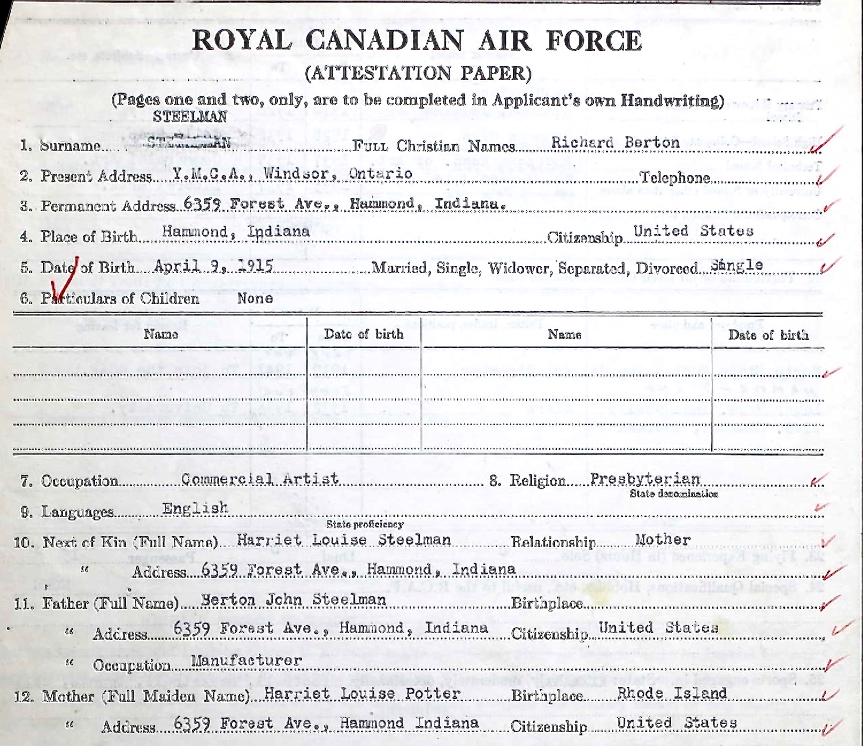 ROYAL CANADIAN AIR FORCE
(ATTESTATION PAPER)
(Pages one and two, only, are to be completed in Applicant's own Handwriting)
STEELMAN
1. Surname STEELMAN FULL Christian Names Richard Berton
2. Present Address Y.M.C.A., Windsor, Ontario Telephone
3. Permanent Address 6359 Forest Ave., Hammond, Indiana.
4. Place of Birth Hammond, Indiana Citizenship United States
5. Date of Birth April 9, 1915 Married, Single, Widower, Separated, Divorced Single
6. Particulars of Children None
Name Date of birth Name Date of birth
7. Occupation Commercial Artist 8. Religion Presbyterian
State denomination
9. Languages English
State proficiency
10. Next of Kin (Full Name) Harriet Louise Steelman Relationship Mother
" Address 6359 Forest Ave., Hammond, Indiana
11. Father (Full Name) Berton John Steelman Birthplace
" Address 6359 Forest Ave., Hammond, Indiana Citizenship United States
" Occupation Manufacturer
12. Mother (Full Maiden Name) Harriet Louise Potter Birthplace Rhode Island
" Address 6359 Forest Ave., Hammond Indiana Citizenship United States